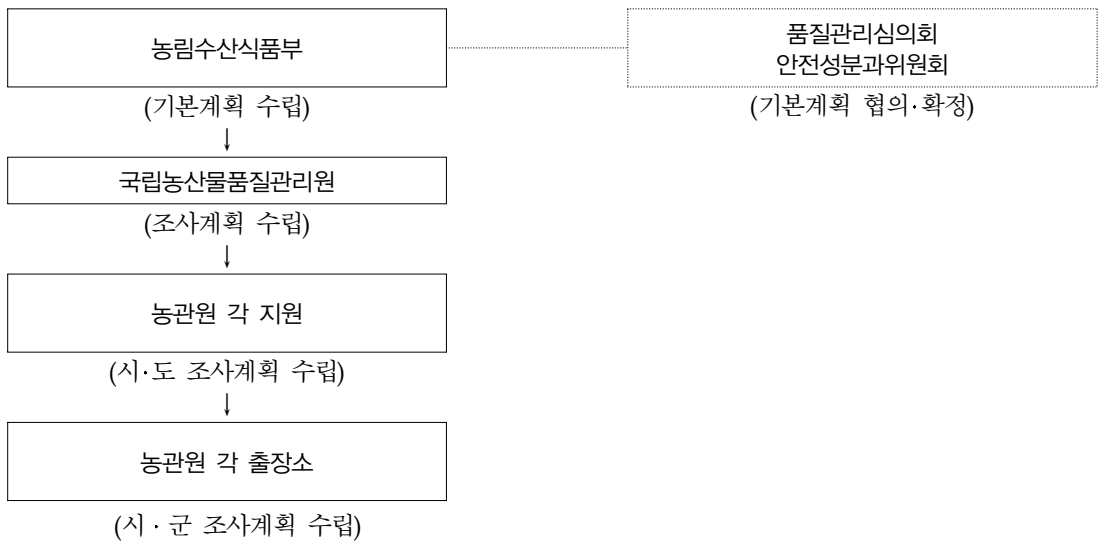 농림수산식품부
품질관리심의회
안전성분과위원회
(기본계획 수립)
(기본계획 협의·확정)
↓
국립농산물품질관리원
(조사계획 수립)
↓
농관원 각 지원
(시·도 조사계획 수립)
↓
농관원 각 출장소
(시 · 군 조사계획 수립)